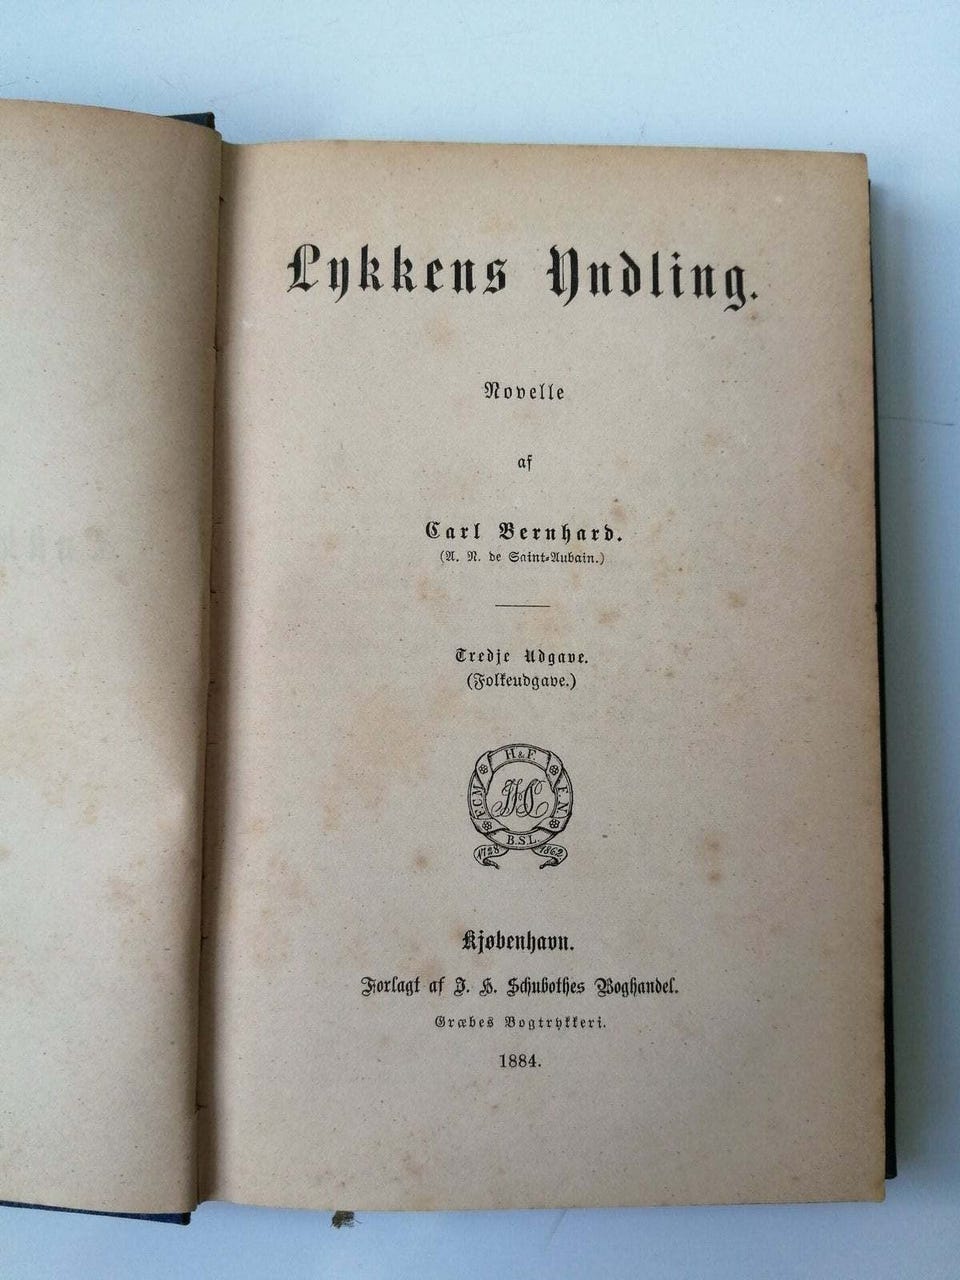 Lykkens Yndling.
Novelle
af
Carl Bernhard.
(A. N. de Saint-Aubain.)
Tredje Udgave.
(Folkeudgave.)
H & F.
F.C.M.
E.N.
B.S.L.
1728
1862.
Kjøbenhavn.
Forlagt af J. H. Schubothes Boghandel.
Græbes Bogtrykkeri.
1884.